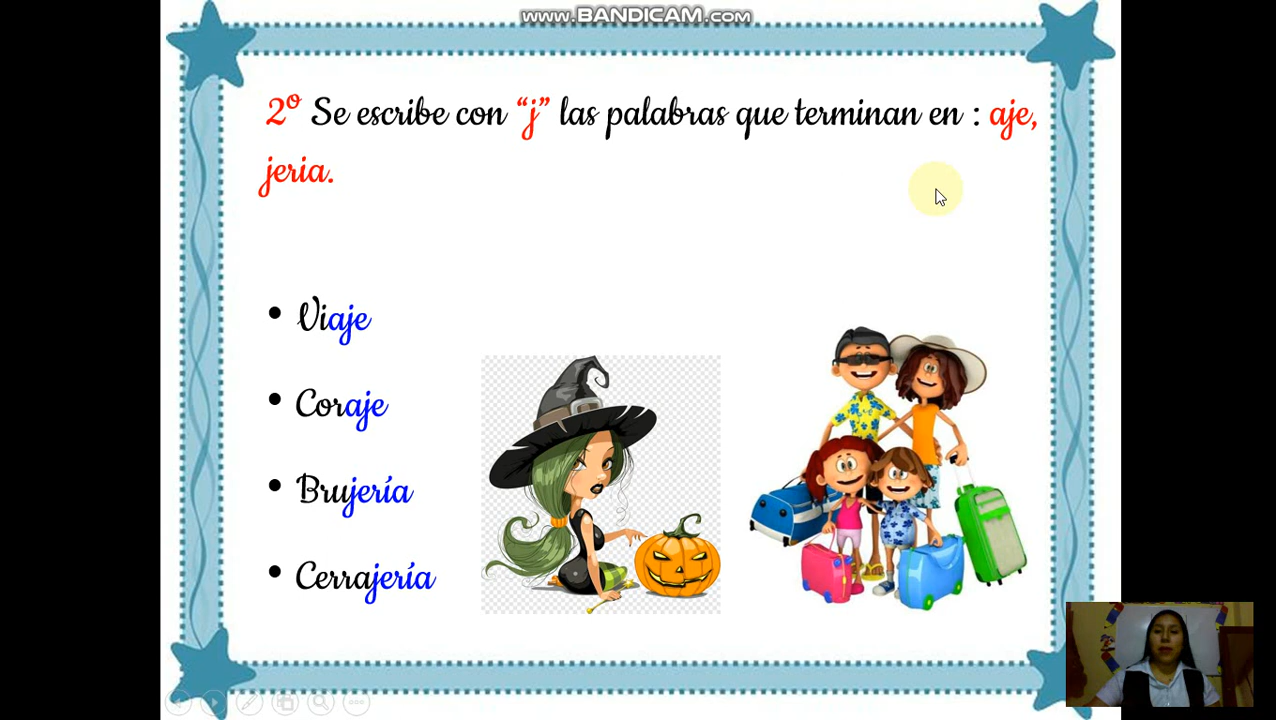 WWW.BANDICAM.COM
2º Se escribe con “j” las palabras que terminan en : aje,
jeria.
• Viaje
• Coraje
• Brujería
• Cerrajería